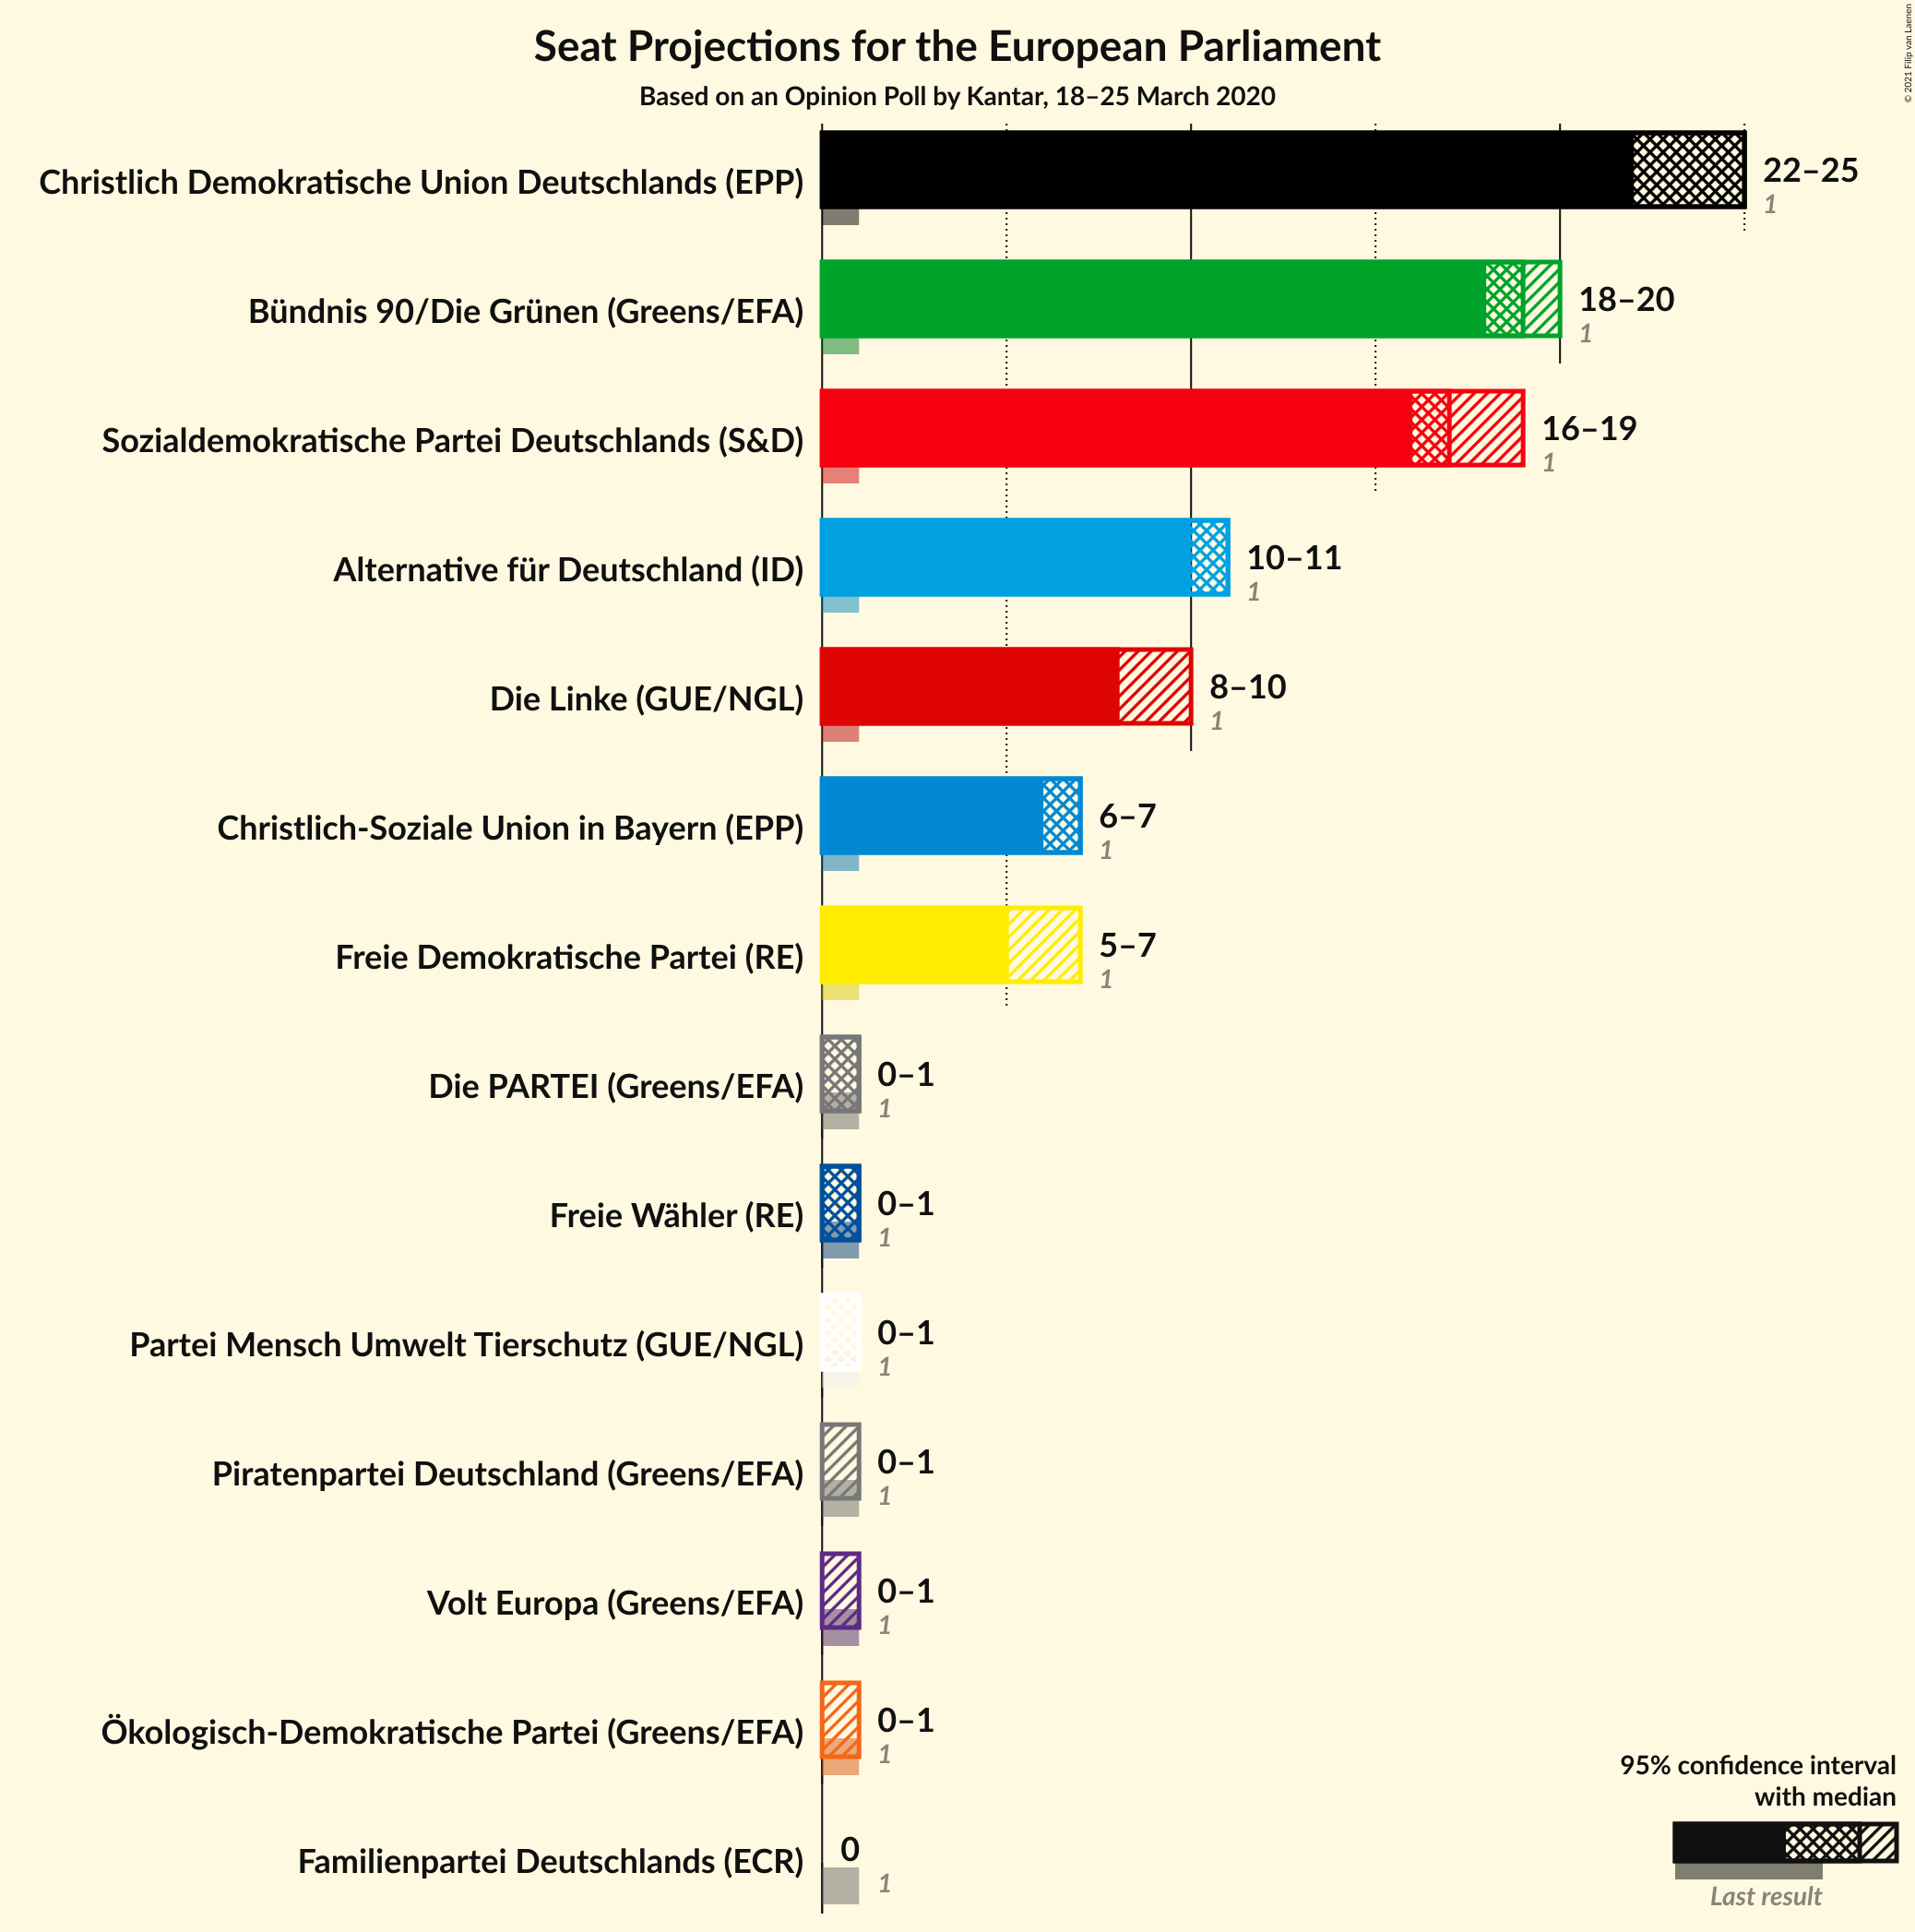 Seat Projections for the European Parliament
Based on an Opinion Poll by Kantar, 18–25 March 2020
© 2021 Filip van Laenen
Christlich Demokratische Union Deutschlands (EPP)
22–25
1
Bündnis 90/Die Grünen (Greens/EFA)
18–20
1
Sozialdemokratische Partei Deutschlands (S&D)
16–19
1
Alternative für Deutschland (ID)
10–11
1
Die Linke (GUE/NGL)
8–10
1
Christlich-Soziale Union in Bayern (EPP)
6–7
1
Freie Demokratische Partei (RE)
5–7
1
Die PARTEI (Greens/EFA)
0–1
1
Freie Wähler (RE)
0–1
1
Partei Mensch Umwelt Tierschutz (GUE/NGL)
0–1
1
Piratenpartei Deutschland (Greens/EFA)
0–1
1
Volt Europa (Greens/EFA)
0–1
1
Ökologisch-Demokratische Partei (Greens/EFA)
0–1
1
Familienpartei Deutschlands (ECR)
0
1
95% confidence interval
with median
Last result